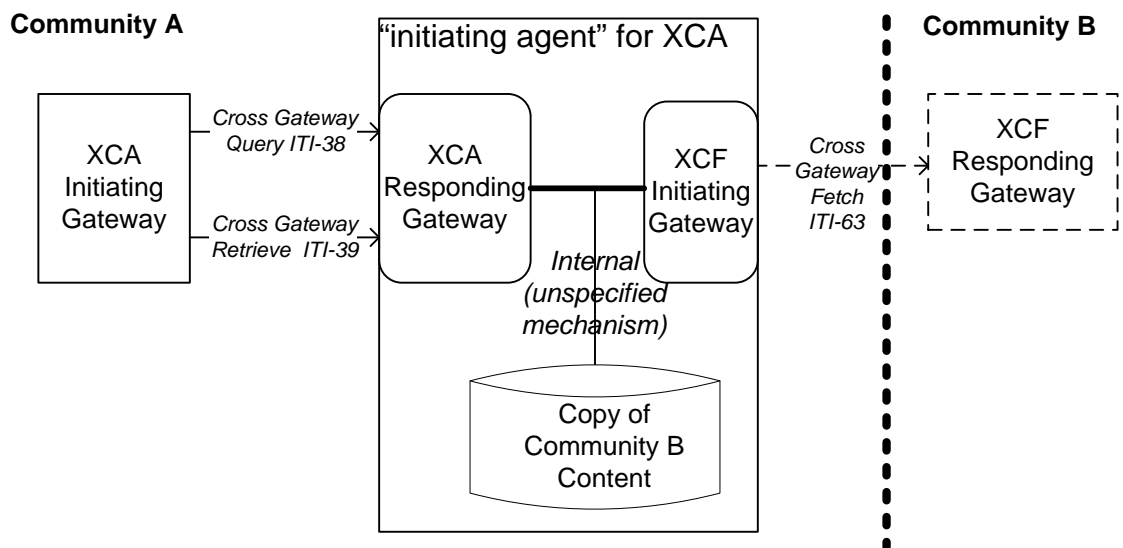 Community A
“initiating agent” for XCA
Community B
XCA
Initiating
Gateway
Cross Gateway
Query ITI-38
Cross Gateway
Retrieve ITI-39
XCA
Responding
Gateway
XCF
Initiating
Gateway
Cross
Gateway
Fetch
ITI-63
XCF
Responding
Gateway
Internal
(unspecified
mechanism)
Copy of
Community B
Content